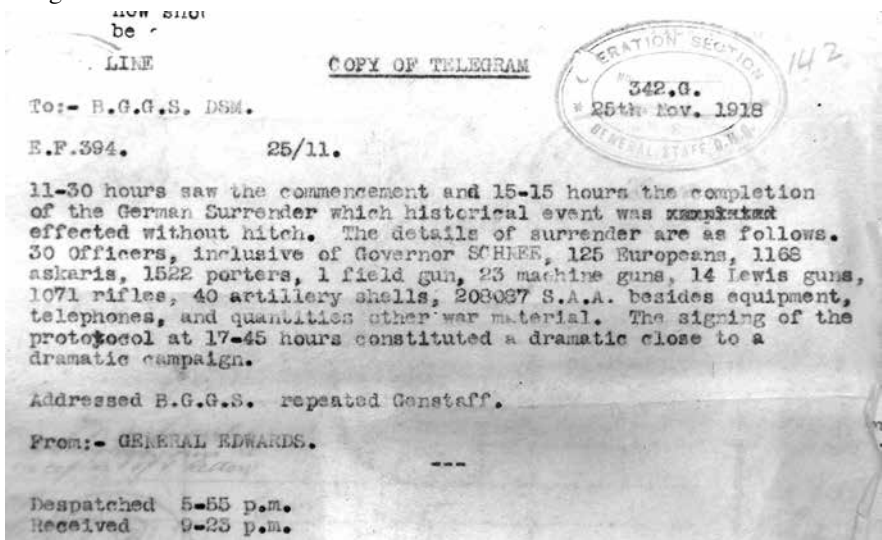 be
LINE
COPY OF TELEGRAM
OPERATION SECTION
142
342.G.
25th Nov. 1918
GENERAL STAFF G.H.Q.
To:- B.G.G.S. DSM.
E.F.394. 25/11.
11-30 hours saw the commencement and 15-15 hours the completion
of the German Surrender which historical event was
effected without hitch. The details of surrender are as follows.
30 Officers, inclusive of Governor SCHNEE, 125 Europeans, 1168
askaris, 1522 porters, 1 field gun, 23 machine guns, 14 Lewis guns,
1071 rifles, 40 artillery shells, 208087 S.A.A. besides equipment,
telephones, and quantities other war material. The signing of the
prototocol at 17-45 hours constituted a dramatic close to a
dramatic campaign.
Addressed B.G.G.S. repeated Genstaff.
From:- GENERAL EDWARDS.
---
Despatched 5-55 p.m.
Received 9-23 p.m.